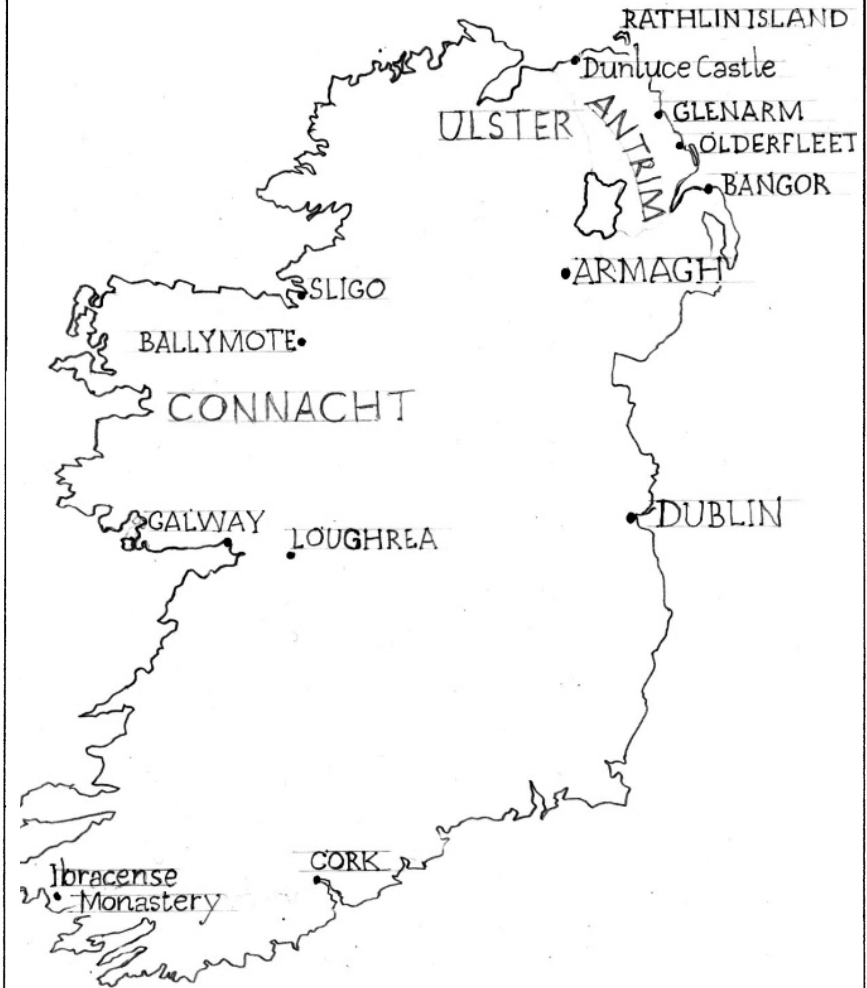 RATHLIN ISLAND
Dunluce Castle
ULSTER
ANTRIM
GLENARM
OLDERFLEET
BANGOR
ARMAGH
SLIGO
BALLYMOTE
CONNACHT
GALWAY
LOUGHREA
DUBLIN
CORK
Ibracense
Monastery